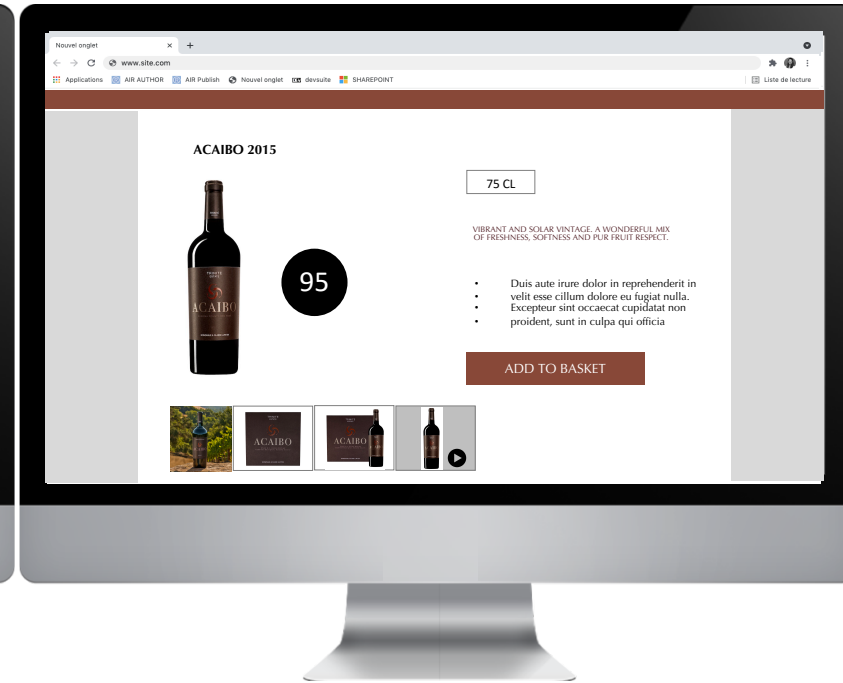 Nouvel onglet
www.site.com
Applications AIR AUTHOR AIR Publish Nouvel onglet devsuite SHAREPOINT Liste de lecture
ACAIBO 2015
75 CL
VIBRANT AND SOLAR VINTAGE. A WONDERFUL MIX
OF FRESHNESS, SOFTNESS AND PUR FRUIT RESPECT.
95
ACAIBO
• Duis aute irure dolor in reprehenderit in
• velit esse cillum dolore eu fugiat nulla.
• Excepteur sint occaecat cupidatat non
• proident, sunt in culpa qui officia
ADD TO BASKET
ACAIBO
ACAIBO